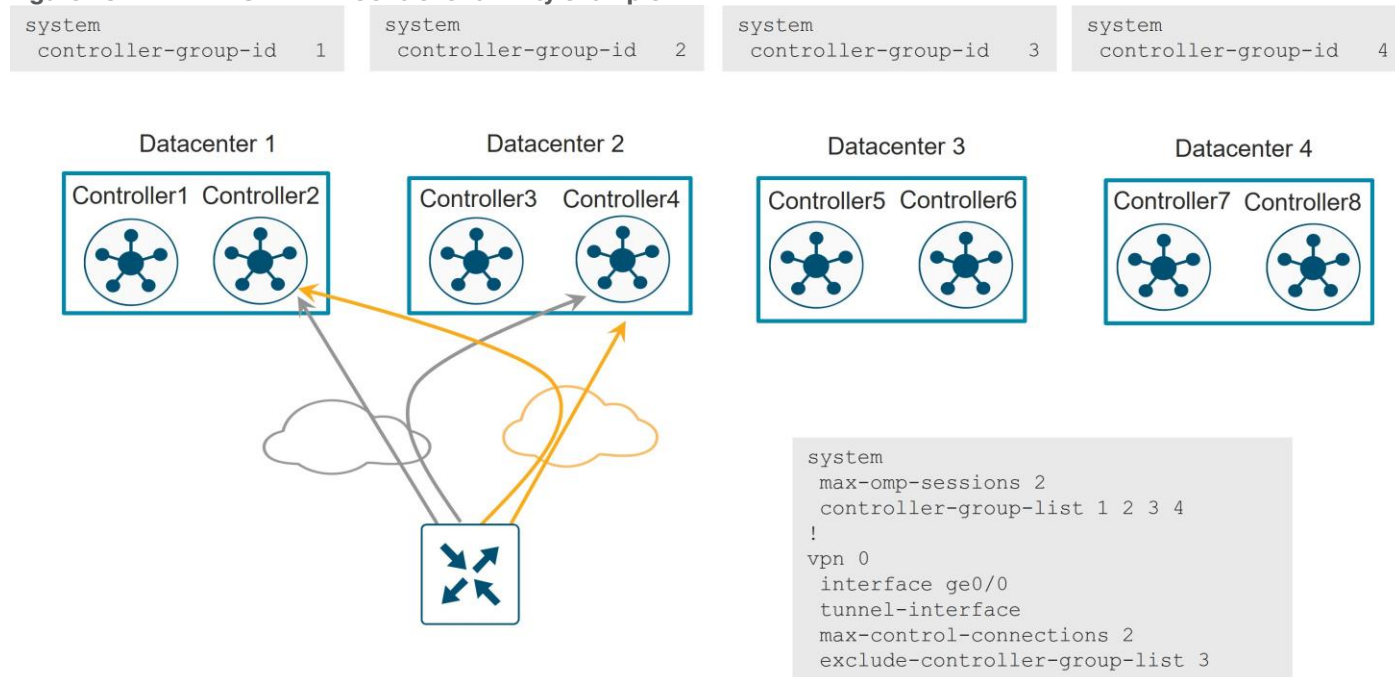 system
controller-group-id 1
system
controller-group-id 2
system
controller-group-id 3
system
controller-group-id 4
Datacenter 1
Datacenter 2
Datacenter 3
Datacenter 4
Controller1 Controller2
Controller3 Controller4
Controller5 Controller6
Controller7 Controller8
system
max-omp-sessions 2
controller-group-list 1 2 3 4
!
vpn 0
interface ge0/0
tunnel-interface
max-control-connections 2
exclude-controller-group-list 3